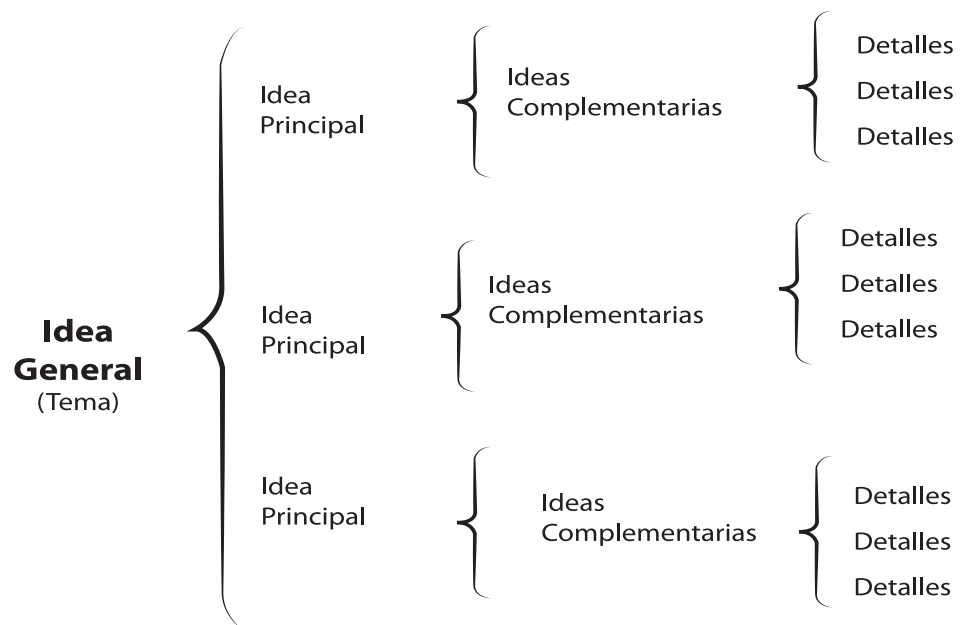 Idea
General
(Tema)
Idea
Principal
Ideas
Complementarias
Detalles
Detalles
Detalles
Idea
Principal
Ideas
Complementarias
Detalles
Detalles
Detalles
Idea
Principal
Ideas
Complementarias
Detalles
Detalles
Detalles